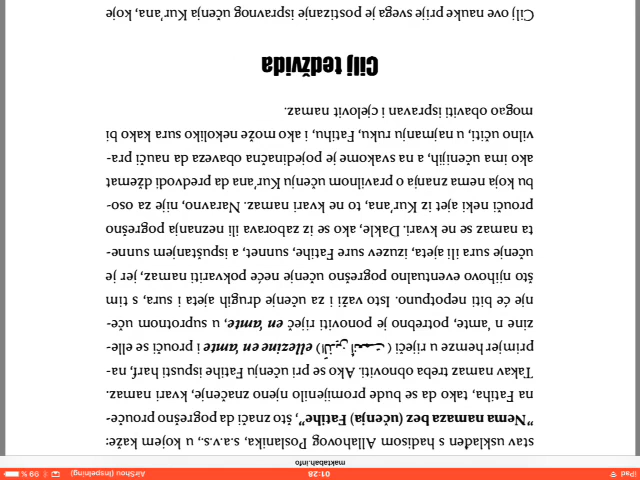 iPad 01:28 AirShou (Inspelning) 99 %
maktabah.info
stav usklađen s hadisom Allahovog Poslanika, s.a.v.s., u kojem kaže:
”Nema namaza bez (učenja) Fatihe”, što znači da pogrešno prouče-
na Fatiha, tako da se bude promijenilo njeno značenje, kvari namaz.
Takav namaz treba obnoviti. Ako se pri učenju Fatihe ispusti harf, na-
primjer hemze u riječi (الذين انعمت) ellezine en ‘amte i prouči se elle-
zine n ’amte, potrebno je ponoviti riječ en ‘amte, u suprotnom uče-
nje će biti nepotpuno. Isto važi i za učenje drugih ajeta i sura, s tim
što njihovo eventualno pogrešno učenje neće pokvariti namaz, jer je
učenje sura ili ajeta, izuzev sure Fatihe, sunnet, a ispuštanjem sunne-
ta namaz se ne kvari. Dakle, ako se iz zaborava ili neznanja pogrešno
prouči neki ajet iz Kur’ana, to ne kvari namaz. Naravno, nije za oso-
bu koja nema znanja o pravilnom učenju Kur’ana da predvodi džemat
ako ima učenijih, a na svakome je pojedinačna obaveza da nauči pra-
vilno učiti, u najmanju ruku, Fatihu, i ako može nekoliko sura kako bi
mogao obaviti ispravan i cjelovit namaz.
Cilj tedžvida
Cilj ove nauke prije svega je postizanje ispravnog učenja Kur’ana, koje